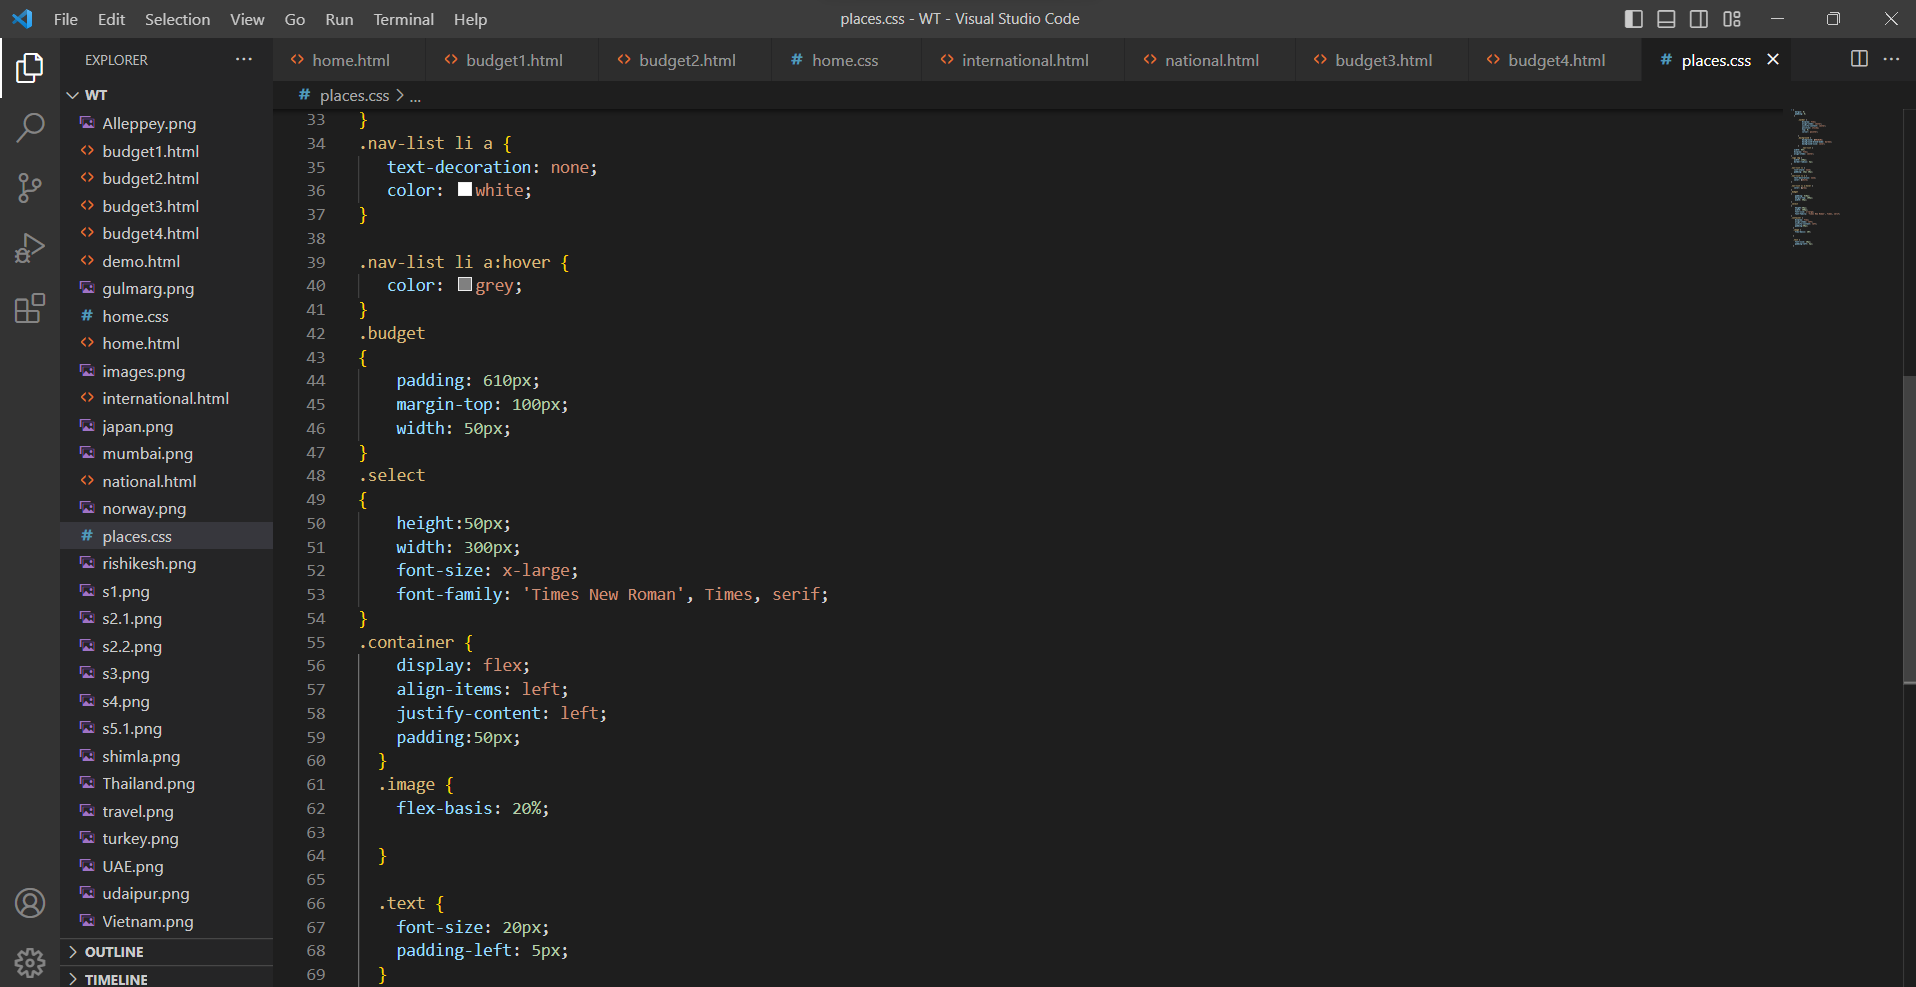 File Edit Selection View Go Run Terminal Help
places.css - WT - Visual Studio Code
EXPLORER
home.html
budget1.html
budget2.html
# home.css
international.html
national.html
budget3.html
budget4.html
# places.css
# places.css > ...
WT
Alleppey.png
budget1.html
budget2.html
budget3.html
budget4.html
demo.html
gulmarg.png
# home.css
home.html
images.png
international.html
japan.png
mumbai.png
national.html
norway.png
# places.css
rishikesh.png
s1.png
s2.1.png
s2.2.png
s3.png
s4.png
s5.1.png
shimla.png
Thailand.png
travel.png
turkey.png
UAE.png
udaipur.png
Vietnam.png
OUTLINE
TIMELINE
33 }
34 .nav-list li a {
35 text-decoration: none;
36 color: white;
37 }
38
39 .nav-list li a:hover {
40 color: grey;
41 }
42 .budget
43 {
44 padding: 610px;
45 margin-top: 100px;
46 width: 50px;
47 }
48 .select
49 {
50 height:50px;
51 width: 300px;
52 font-size: x-large;
53 font-family: 'Times New Roman', Times, serif;
54 }
55 .container {
56 display: flex;
57 align-items: left;
58 justify-content: left;
59 padding:50px;
60 }
61 .image {
62 flex-basis: 20%;
63
64 }
65
66 .text {
67 font-size: 20px;
68 padding-left: 5px;
69 }